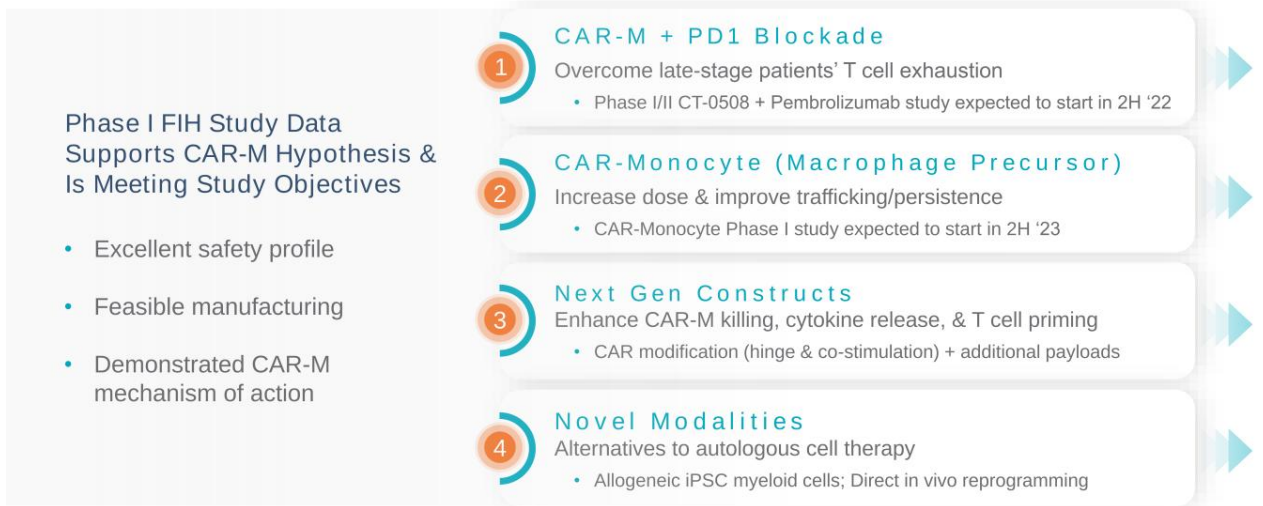 Phase I FIH Study Data
Supports CAR-M Hypothesis &
Is Meeting Study Objectives
• Excellent safety profile
• Feasible manufacturing
• Demonstrated CAR-M
mechanism of action
1
CAR-M + PD1 Blockade
Overcome late-stage patients’ T cell exhaustion
• Phase I/II CT-0508 + Pembrolizumab study expected to start in 2H ‘22
2
CAR-Monocyte (Macrophage Precursor)
Increase dose & improve trafficking/persistence
• CAR-Monocyte Phase I study expected to start in 2H ‘23
3
Next Gen Constructs
Enhance CAR-M killing, cytokine release, & T cell priming
• CAR modification (hinge & co-stimulation) + additional payloads
4
Novel Modalities
Alternatives to autologous cell therapy
• Allogeneic iPSC myeloid cells; Direct in vivo reprogramming